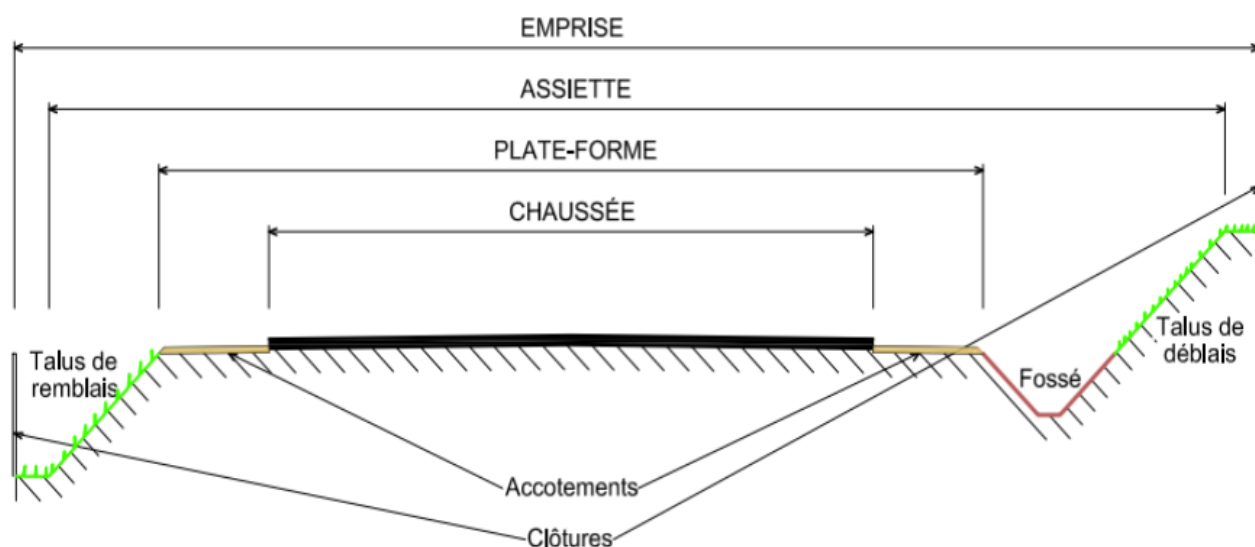 EMPRISE
ASSIETTE
PLATE-FORME
CHAUSSÉE
Talus de
remblais
Talus de
déblais
Fossé
Accotements
Clôtures